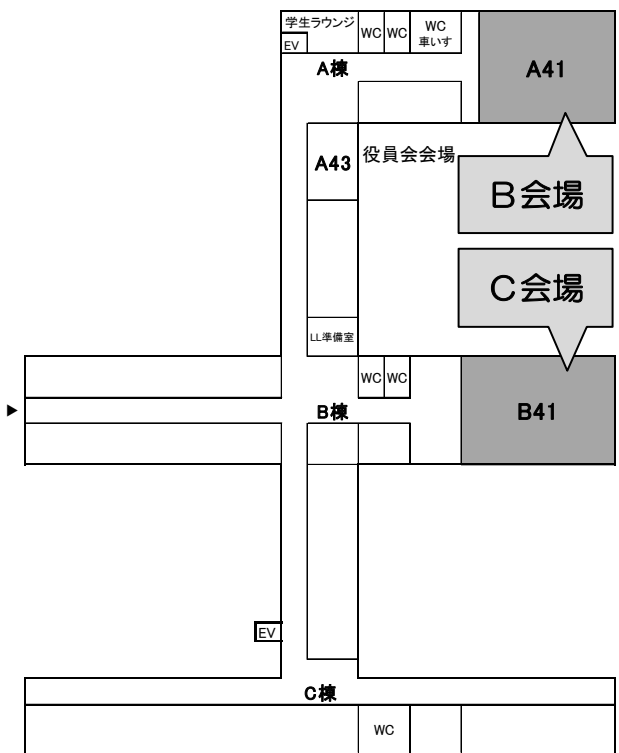 学生ラウンジ
WC
WC
WC
車いす
EV
A棟
A41
A43
役員会会場
B会場
C会場
LL準備室
WC
WC
▶
B棟
B41
EV
C棟
WC